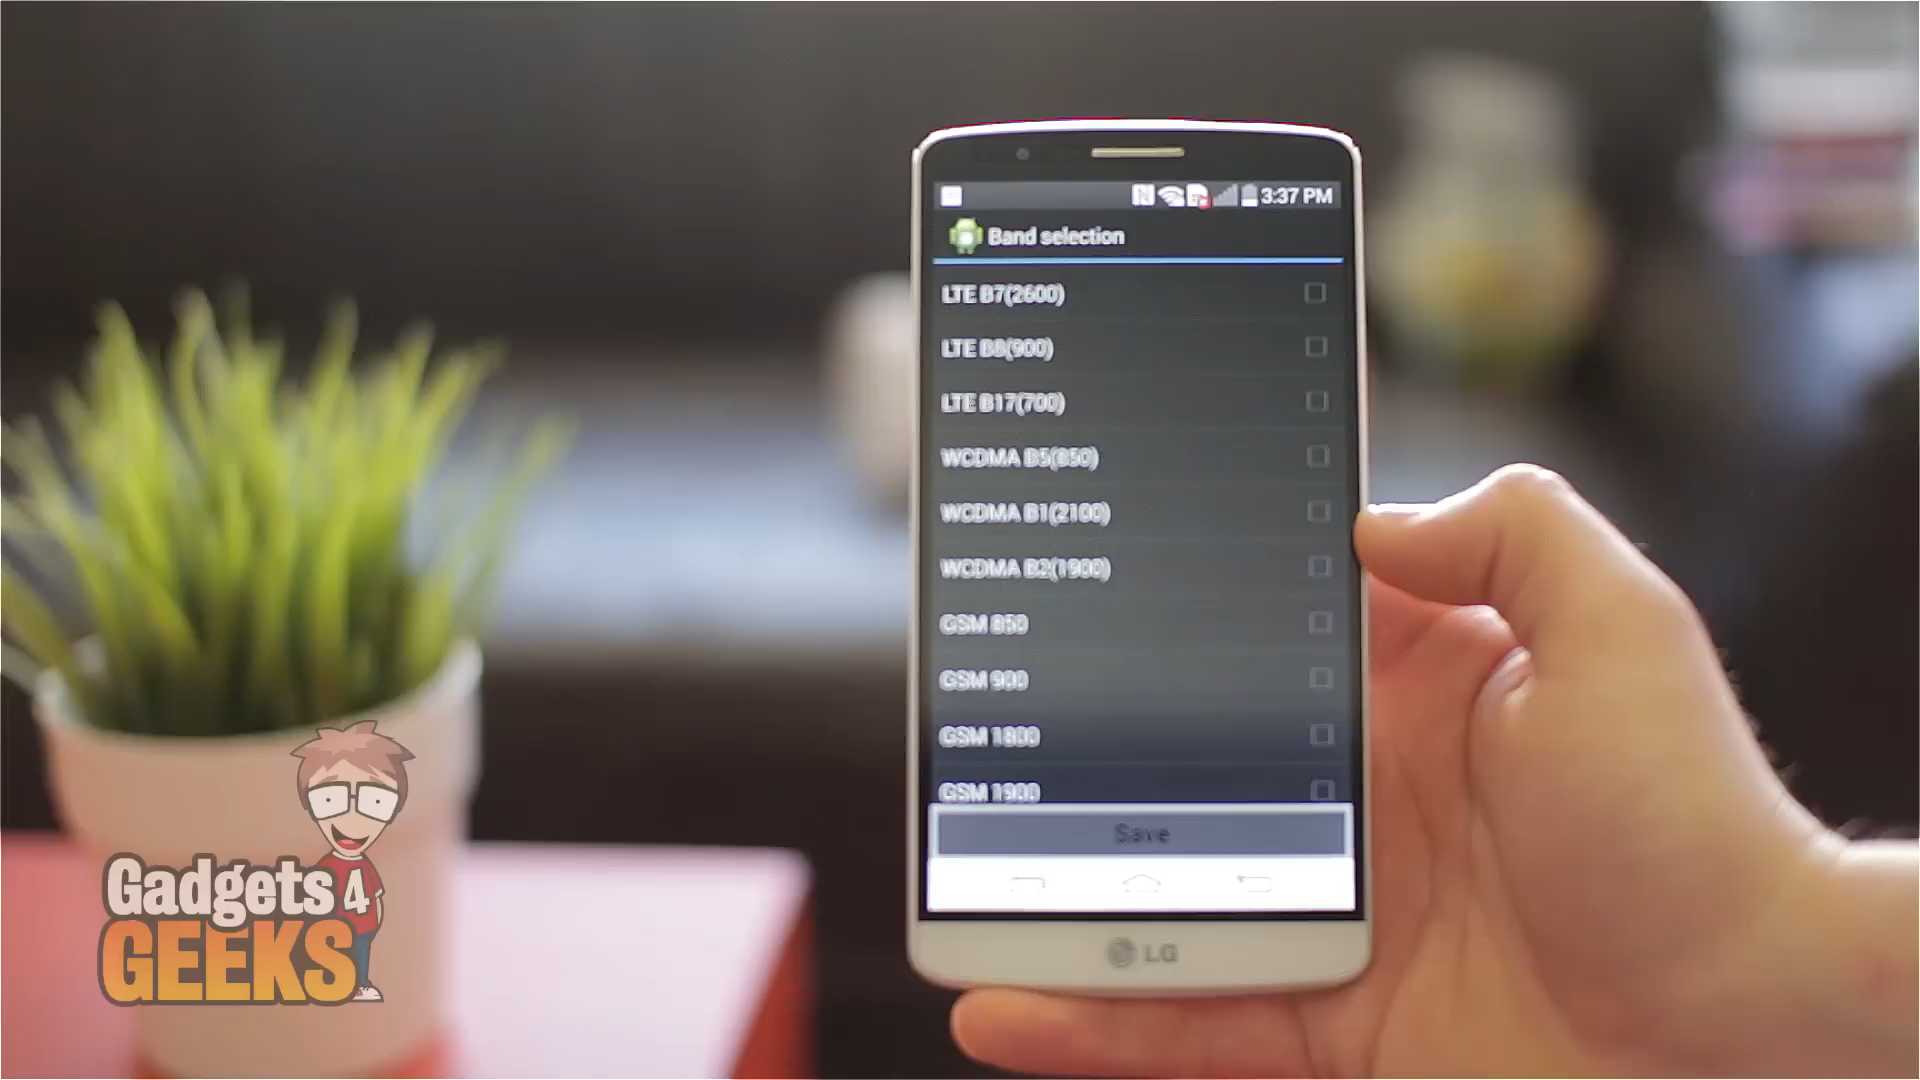 3:37 PM
Band selection
LTE B7(2600)
LTE B8(900)
LTE B17(700)
WCDMA B5(850)
WCDMA B1(2100)
WCDMA B2(1900)
GSM 850
GSM 900
GSM 1800
GSM 1900
Save
LG
Gadgets 4
GEEKS